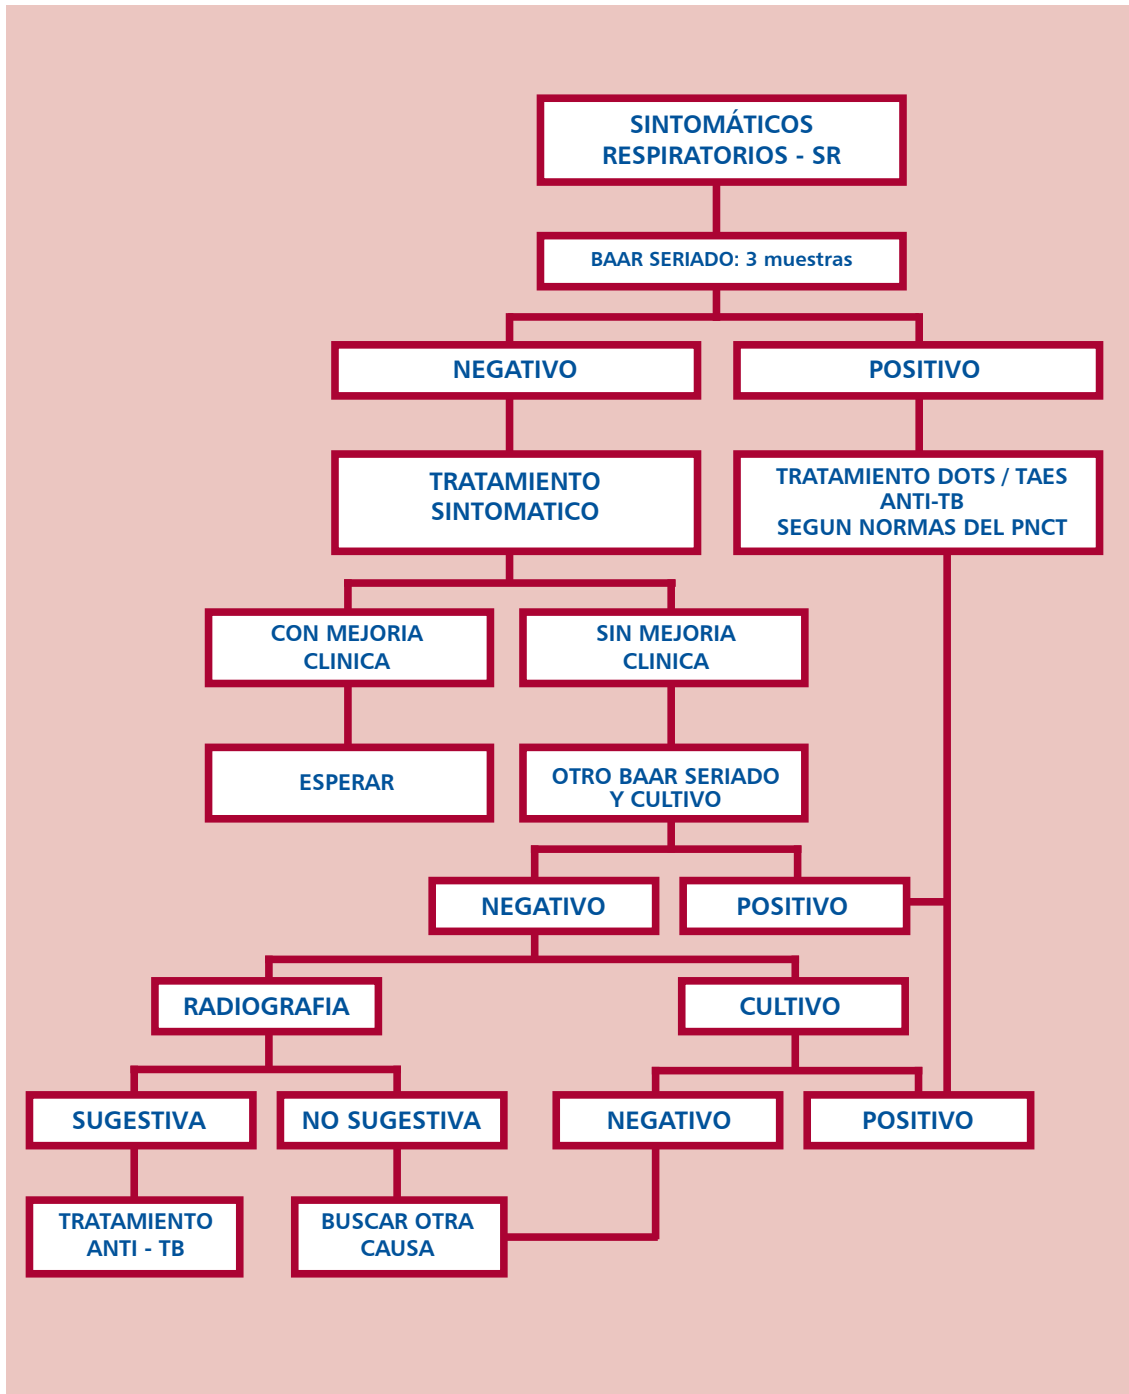 SINTOMÁTICOS
RESPIRATORIOS - SR
BAAR SERIADO: 3 muestras
NEGATIVO
POSITIVO
TRATAMIENTO
SINTOMATICO
TRATAMIENTO DOTS / TAES
ANTI-TB
SEGUN NORMAS DEL PNCT
CON MEJORIA
CLINICA
SIN MEJORIA
CLINICA
ESPERAR
OTRO BAAR SERIADO
Y CULTIVO
NEGATIVO
POSITIVO
RADIOGRAFIA
CULTIVO
SUGESTIVA
NO SUGESTIVA
NEGATIVO
POSITIVO
TRATAMIENTO
ANTI - TB
BUSCAR OTRA
CAUSA